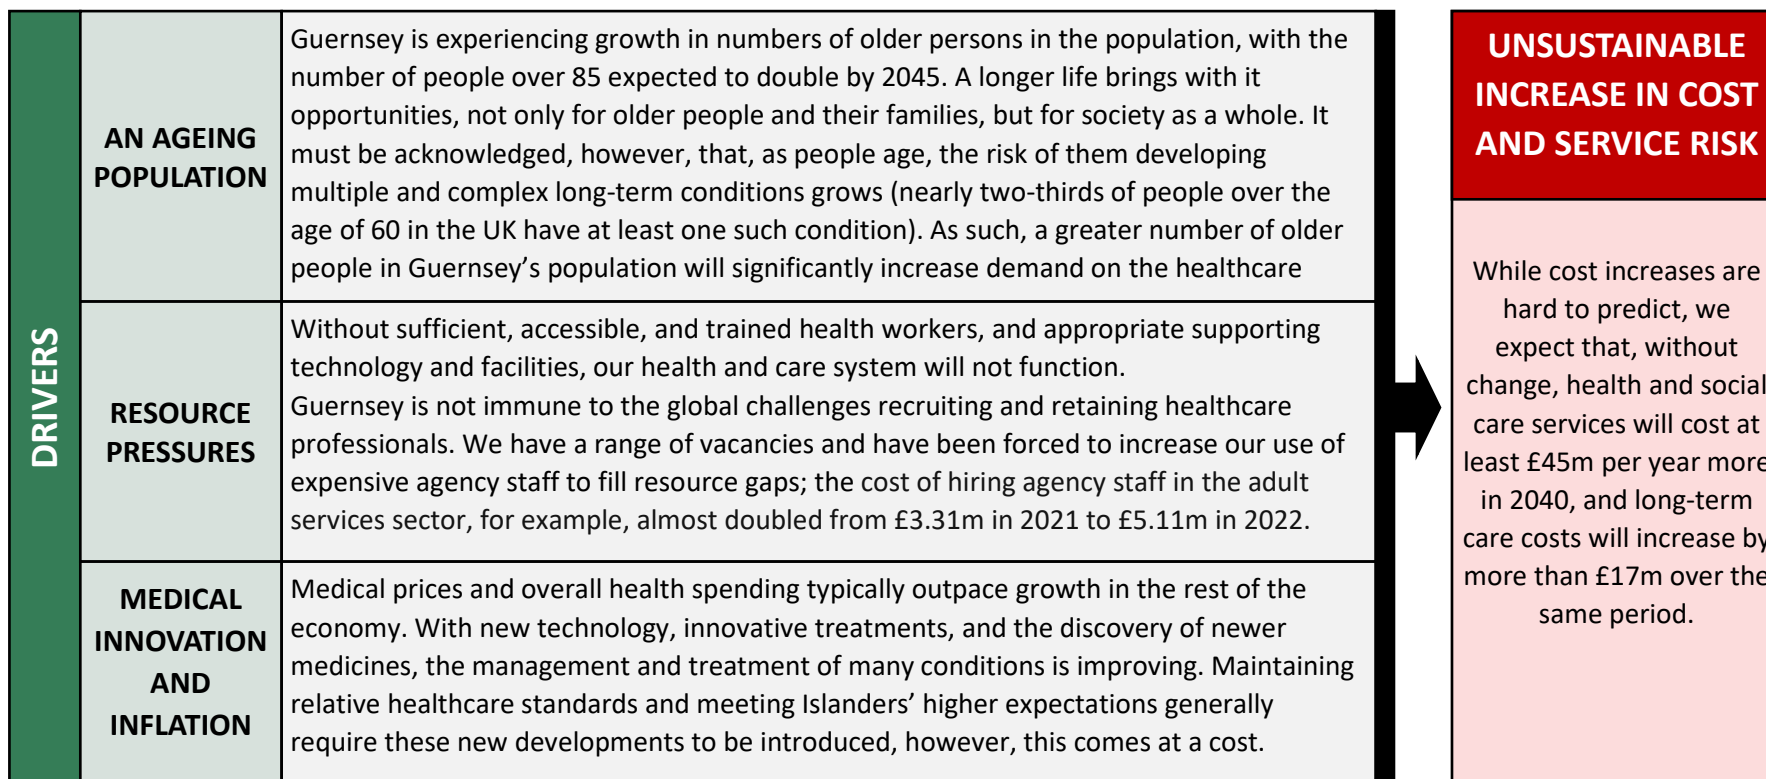 DRIVERS
AN AGEING
POPULATION
Guernsey is experiencing growth in numbers of older persons in the population, with the
number of people over 85 expected to double by 2045. A longer life brings with it
opportunities, not only for older people and their families, but for society as a whole. It
must be acknowledged, however, that, as people age, the risk of them developing
multiple and complex long-term conditions grows (nearly two-thirds of people over the
age of 60 in the UK have at least one such condition). As such, a greater number of older
people in Guernsey’s population will significantly increase demand on the healthcare
RESOURCE
PRESSURES
Without sufficient, accessible, and trained health workers, and appropriate supporting
technology and facilities, our health and care system will not function.
Guernsey is not immune to the global challenges recruiting and retaining healthcare
professionals. We have a range of vacancies and have been forced to increase our use of
expensive agency staff to fill resource gaps; the cost of hiring agency staff in the adult
services sector, for example, almost doubled from £3.31m in 2021 to £5.11m in 2022.
MEDICAL
INNOVATION
AND
INFLATION
Medical prices and overall health spending typically outpace growth in the rest of the
economy. With new technology, innovative treatments, and the discovery of newer
medicines, the management and treatment of many conditions is improving. Maintaining
relative healthcare standards and meeting Islanders’ higher expectations generally
require these new developments to be introduced, however, this comes at a cost.
UNSUSTAINABLE
INCREASE IN COST
AND SERVICE RISK
While cost increases are
hard to predict, we
expect that, without
change, health and social
care services will cost at
least £45m per year more
in 2040, and long-term
care costs will increase by
more than £17m over the
same period.